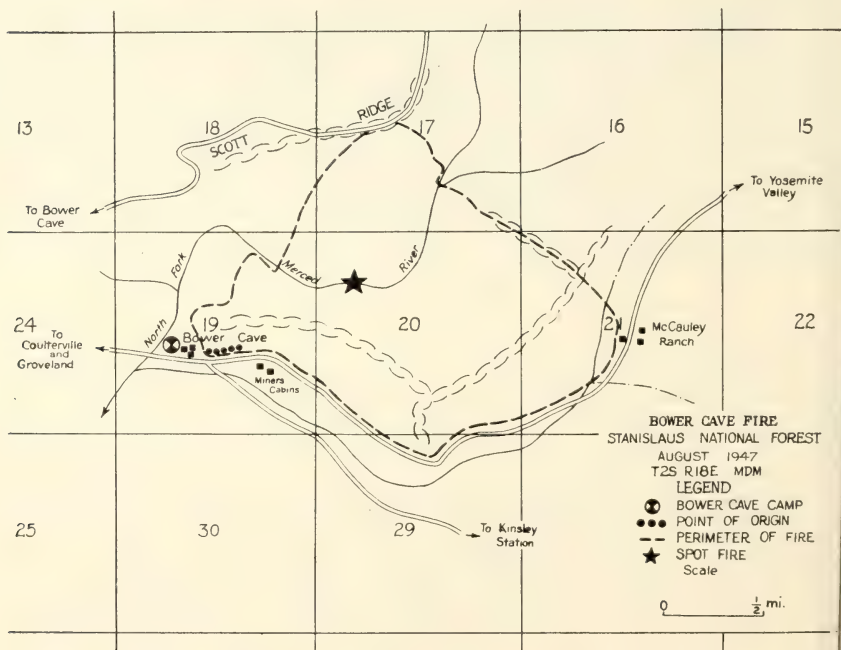 13
18
SCOTT RIDGE
17
16
15
To Yosemite
Valley
To Bower
Cave
North Fork Merced River
24
19
20
21
22
To
Coulterville
and
Groveland
Bower Cave
Miners
Cabins
McCauley
Ranch
25
30
29
To Kinsley
Station
BOWER CAVE FIRE
STANISLAUS NATIONAL FOREST
AUGUST 1947
T2S R18E MDM
LEGEND
BOWER CAVE CAMP
POINT OF ORIGIN
PERIMETER OF FIRE
SPOT FIRE
Scale
0 1/2 mi.